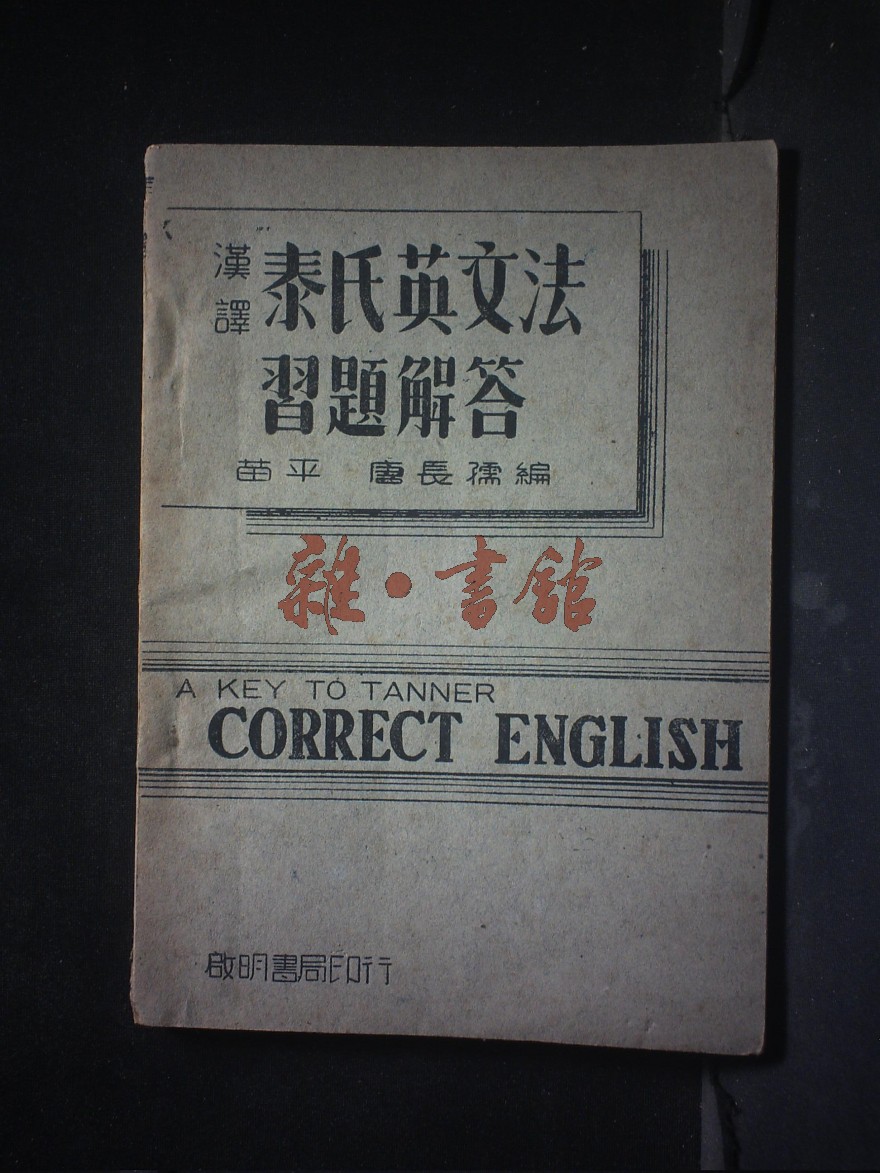 漢譯
泰氏英文法
習題解答
苗平 唐長孺編
雜·書館
A KEY TO TANNER
CORRECT ENGLISH
啟明書局印行